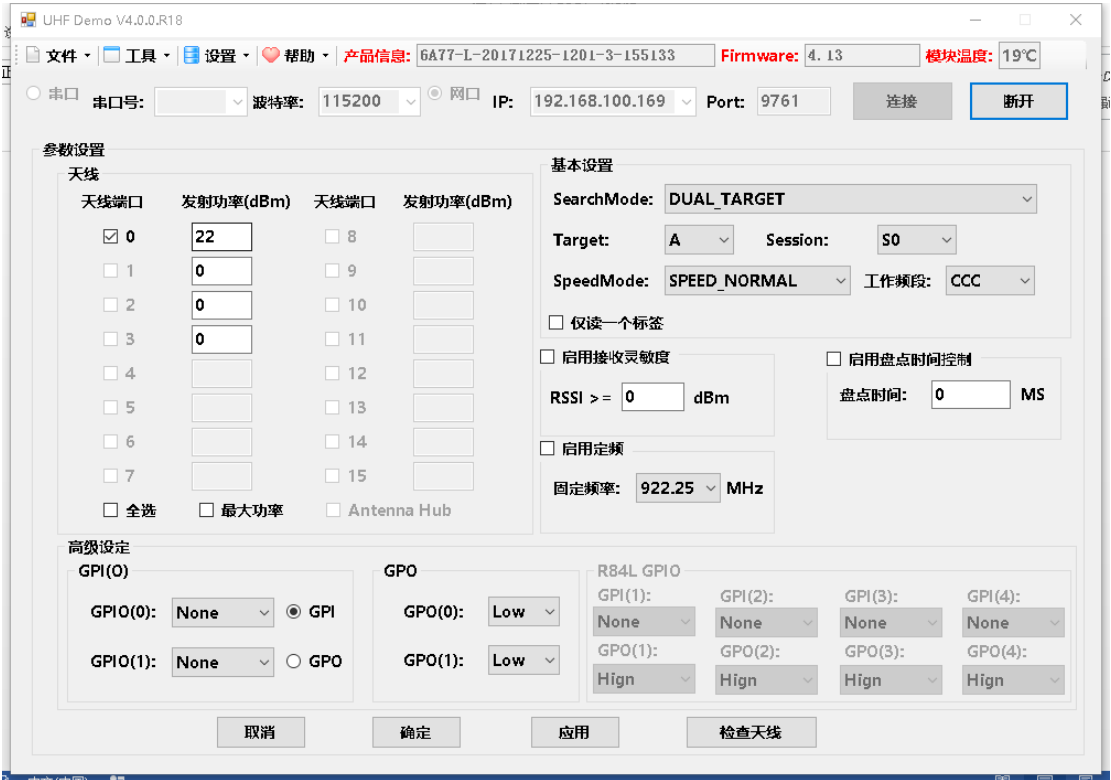 UHF Demo V4.0.0.R18
文件 工具 设置 帮助 产品信息: 6A77-L-20171225-1201-3-155133 Firmware: 4.13 模块温度: 19℃
串口 串口号: 波特率: 115200 网口 IP: 192.168.100.169 Port: 9761 连接 断开
参数设置
天线
天线端口 发射功率(dBm) 天线端口 发射功率(dBm)
0 22 8
1 0 9
2 0 10
3 0 11
4 12
5 13
6 14
7 15
全选 最大功率 Antenna Hub
基本设置
SearchMode: DUAL_TARGET
Target: A Session: S0
SpeedMode: SPEED_NORMAL 工作频段: CCC
仅读一个标签
启用接收灵敏度
RSSI >= 0 dBm
启用盘点时间控制
盘点时间: 0 MS
启用定频
固定频率: 922.25 MHz
高级设定
GPI(O)
GPIO(0): None GPI
GPIO(1): None GPO
GPO
GPO(0): Low
GPO(1): Low
R84L GPIO
GPI(1): GPI(2): GPI(3): GPI(4):
None None None None
GPO(1): GPO(2): GPO(3): GPO(4):
Hign Hign Hign Hign
取消 确定 应用 检查天线